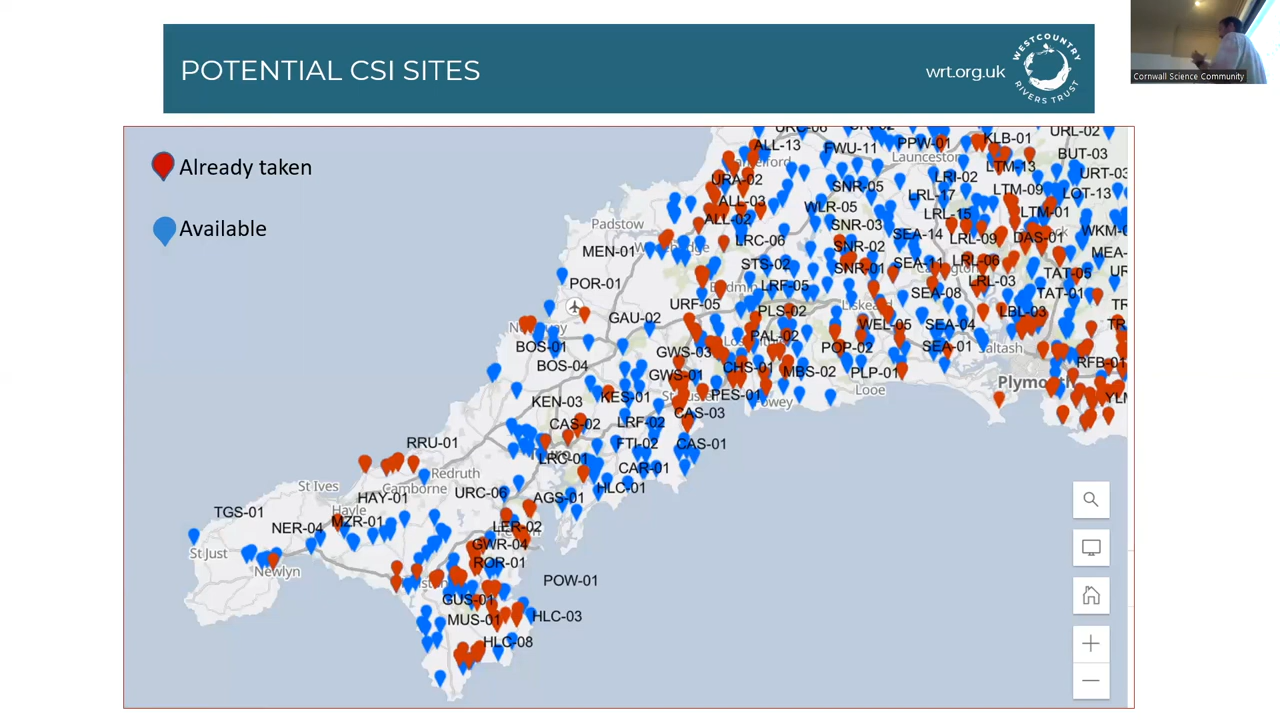 POTENTIAL CSI SITES
wrt.org.uk
WESTCOUNTRY
RIVERS TRUST
Cornwall Science Community
Already taken
Available
URL-02
KLB-01
PPW-01
ALL-13
FWU-11
Launceston
BUT-03
LTM-13
URT-03
URA-02
SNR-05
LRI-02
LTM-09
LOT-13
LRL-17
ALL-03
WLR-05
LRL-15
LTM-01
ALL-02
Padstow
SNR-03
SEA-14
WKM-0
LRC-06
LRL-09
DAS-01
MEN-01
SNR-02
MEA-
STS-02
SNR-01
SEA-11
LRL-06
TAT-05
POR-01
LRF-05
LRL-03
SEA-08
TAT-01
URF-05
PLS-02
Liskeard
LBL-03
GAU-02
WEL-05
SEA-04
PAL-02
BOS-01
GWS-03
POP-02
SEA-01
Saltash
BOS-04
CHS-01
MBS-02
PLP-01
RFB-01
GWS-01
Plymouth
Looe
KES-01
PES-01
Fowey
KEN-03
CAS-03
CAS-02
LRF-02
RRU-01
FTI-02
CAS-01
LRC-01
CAR-01
Redruth
St Ives
Camborne
HLC-01
URC-06
AGS-01
HAY-01
Hayle
TGS-01
MZR-01
NER-04
LER-02
GWR-04
St Just
ROR-01
Newlyn
POW-01
GUS-01
MUS-01
HLC-03
HLC-08